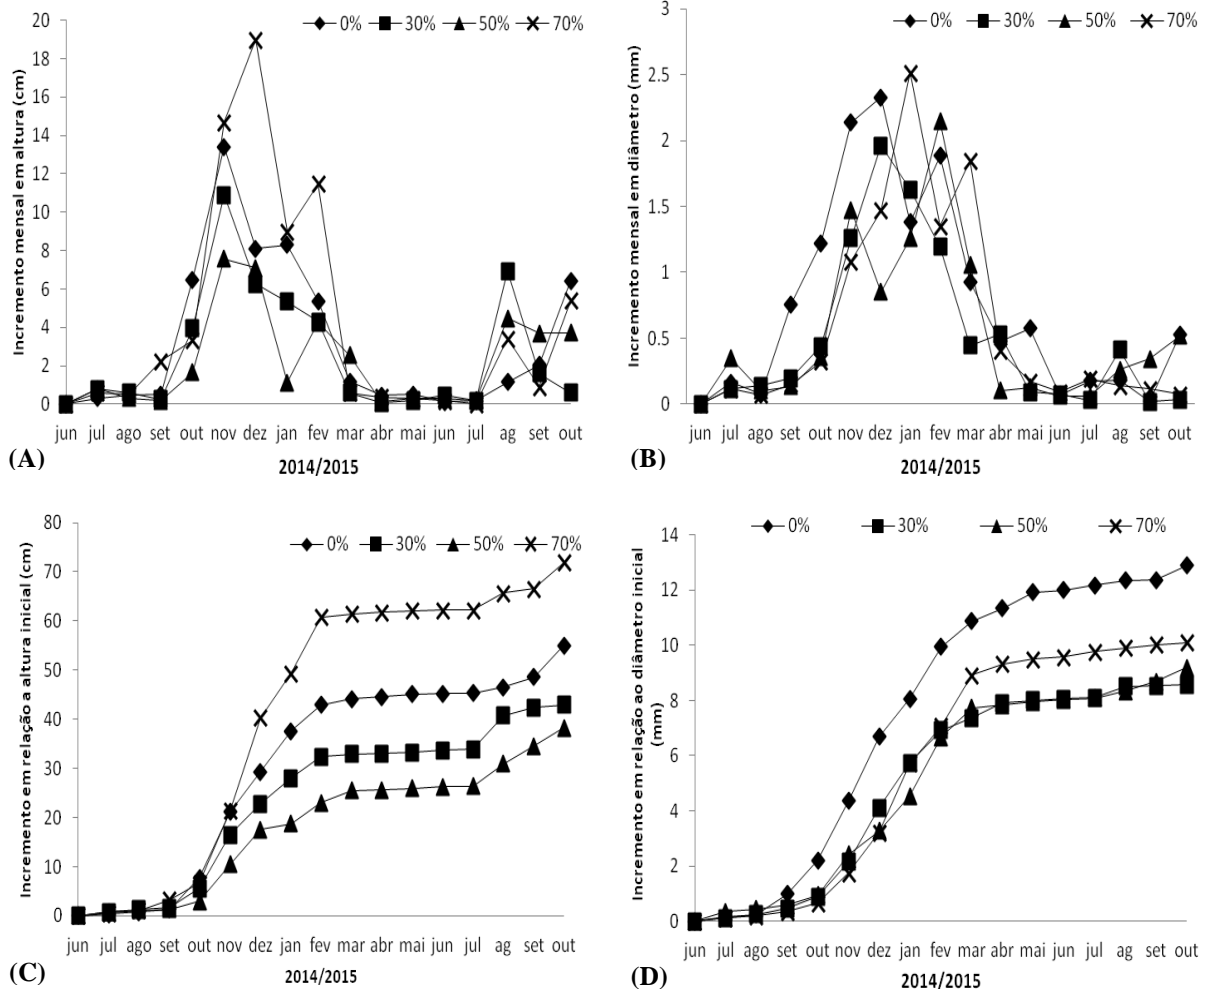 0% 30% 50% 70%
Incremento mensal em altura (cm)
20
18
16
14
12
10
8
6
4
2
0
jun jul ago set out nov dez jan fev mar abr mai jun jul ag set out
2014/2015
(A)
0% 30% 50% 70%
Incremento mensal em diâmetro (mm)
3
2.5
2
1.5
1
0.5
0
jun jul ago set out nov dez jan fev mar abr mai jun jul ag set out
2014/2015
(B)
0% 30% 50% 70%
Incremento em relação a altura inicial (cm)
80
70
60
50
40
30
20
10
0
jun jul ago set out nov dez jan fev mar abr mai jun jul ag set out
2014/2015
(C)
0% 30% 50% 70%
Incremento em relação ao diâmetro inicial
(mm)
14
12
10
8
6
4
2
0
jun jul ago set out nov dez jan fev mar abr mai jun jul ag set out
2014/2015
(D)